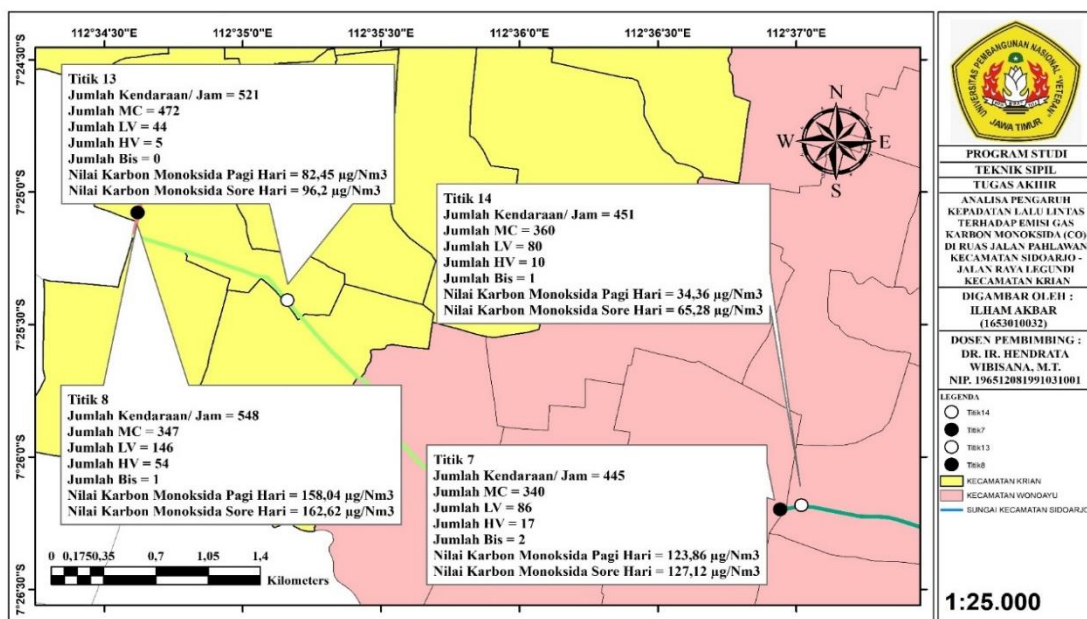 112°34'30"E 112°35'0"E 112°35'30"E 112°36'0"E 112°36'30"E 112°37'0"E
7°24'30"S
7°25'0"S
7°25'30"S
7°26'0"S
7°26'30"S
Titik 13
Jumlah Kendaraan/ Jam = 521
Jumlah MC = 472
Jumlah LV = 44
Jumlah HV = 5
Jumlah Bis = 0
Nilai Karbon Monoksida Pagi Hari = 82,45 µg/Nm3
Nilai Karbon Monoksida Sore Hari = 96,2 µg/Nm3
N
W E
S
Titik 14
Jumlah Kendaraan/ Jam = 451
Jumlah MC = 360
Jumlah LV = 80
Jumlah HV = 10
Jumlah Bis = 1
Nilai Karbon Monoksida Pagi Hari = 34,36 µg/Nm3
Nilai Karbon Monoksida Sore Hari = 65,28 µg/Nm3
Titik 8
Jumlah Kendaraan/ Jam = 548
Jumlah MC = 347
Jumlah LV = 146
Jumlah HV = 54
Jumlah Bis = 1
Nilai Karbon Monoksida Pagi Hari = 158,04 µg/Nm3
Nilai Karbon Monoksida Sore Hari = 162,62 µg/Nm3
Titik 7
Jumlah Kendaraan/ Jam = 445
Jumlah MC = 340
Jumlah LV = 86
Jumlah HV = 17
Jumlah Bis = 2
Nilai Karbon Monoksida Pagi Hari = 123,86 µg/Nm3
Nilai Karbon Monoksida Sore Hari = 127,12 µg/Nm3
0 0,175 0,35 0,7 1,05 1,4
Kilometers
UNIVERSITAS PEMBANGUNAN NASIONAL "VETERAN"
JAWA TIMUR
PROGRAM STUDI
TEKNIK SIPIL
TUGAS AKHIR
ANALISA PENGARUH
KEPADATAN LALU LINTAS
TERHADAP EMISI GAS
KARBON MONOKSIDA (CO)
DI RUAS JALAN PAHLAWAN
KECAMATAN SIDOARJO -
JALAN RAYA LEGUNDI
KECAMATAN KRIAN
DIGAMBAR OLEH :
ILHAM AKBAR
(1653010032)
DOSEN PEMBIMBING :
DR. IR. HENDRATA
WIBISANA, M.T.
NIP. 196512081991031001
LEGENDA
Titik14
Titik7
Titik13
Titik8
KECAMATAN KRIAN
KECAMATAN WONOAYU
SUNGAI KECAMATAN SIDOARJO
1:25.000